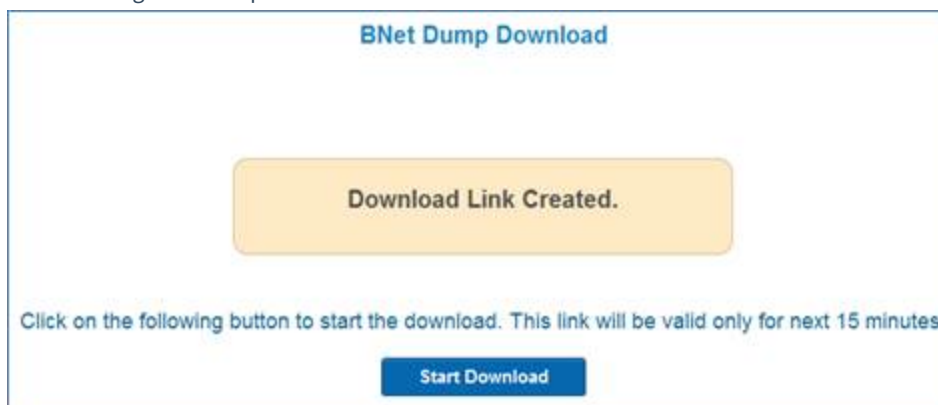 BNet Dump Download
Download Link Created.
Click on the following button to start the download. This link will be valid only for next 15 minutes
Start Download